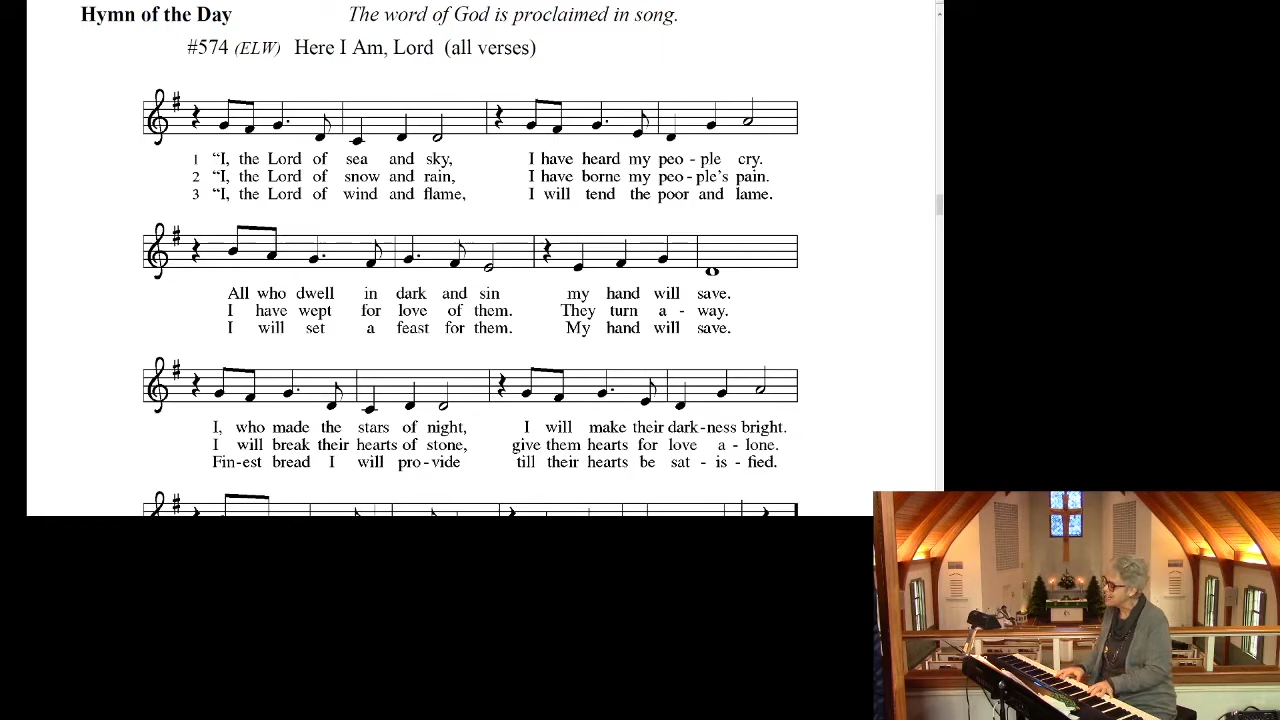 Hymn of the Day The word of God is proclaimed in song.
#574 (ELW) Here I Am, Lord (all verses)
1 “I, the Lord of sea and sky, I have heard my peo - ple cry.
2 “I, the Lord of snow and rain, I have borne my peo - ple’s pain.
3 “I, the Lord of wind and flame, I will tend the poor and lame.
All who dwell in dark and sin my hand will save.
I have wept for love of them. They turn a - way.
I will set a feast for them. My hand will save.
I, who made the stars of night, I will make their dark - ness bright.
I will break their hearts of stone, give them hearts for love a - lone.
Fin - est bread I will pro - vide till their hearts be sat - is - fied.